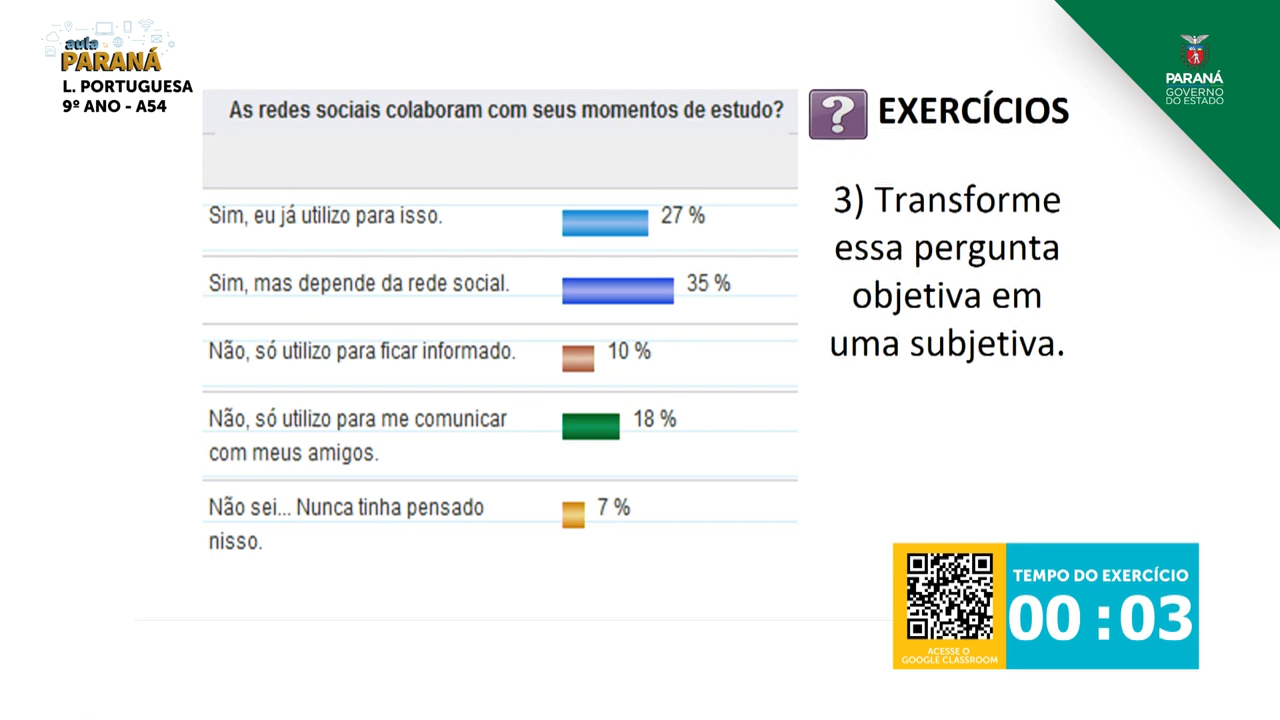 aula
PARANÁ
L. PORTUGUESA
9º ANO - A54
As redes sociais colaboram com seus momentos de estudo?
Sim, eu já utilizo para isso. 27 %
Sim, mas depende da rede social. 35 %
Não, só utilizo para ficar informado. 10 %
Não, só utilizo para me comunicar 18 %
com meus amigos.
Não sei... Nunca tinha pensado 7 %
nisso.
? EXERCÍCIOS
3) Transforme
essa pergunta
objetiva em
uma subjetiva.
PARANÁ
GOVERNO
DO ESTADO
ACESSE O
GOOGLE CLASSROOM
TEMPO DO EXERCÍCIO
00 : 03